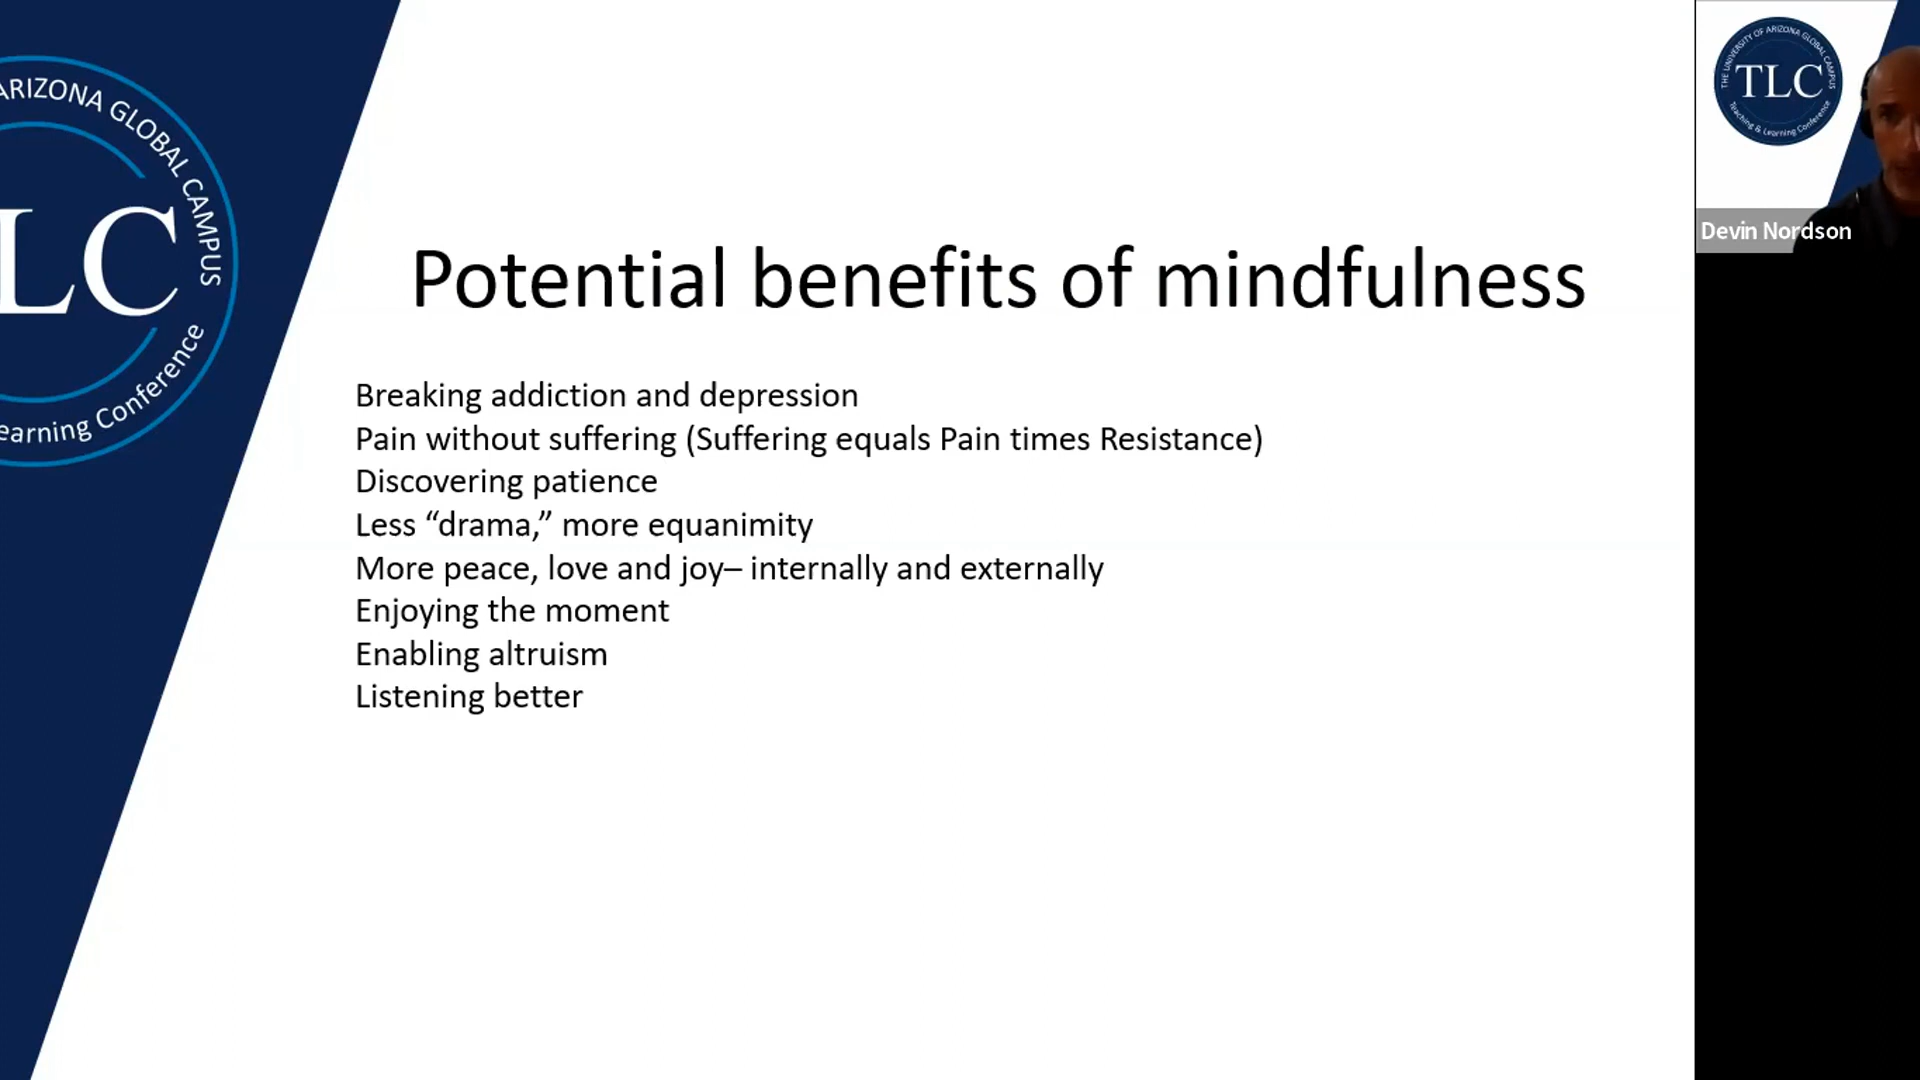 ARIZONA GLOBAL CAMPUS
LC
earning Conference
Potential benefits of mindfulness
Breaking addiction and depression
Pain without suffering (Suffering equals Pain times Resistance)
Discovering patience
Less “drama,” more equanimity
More peace, love and joy– internally and externally
Enjoying the moment
Enabling altruism
Listening better
THE UNIVERSITY OF ARIZONA GLOBAL CAMPUS
TLC
Teaching & Learning Conference
Devin Nordson